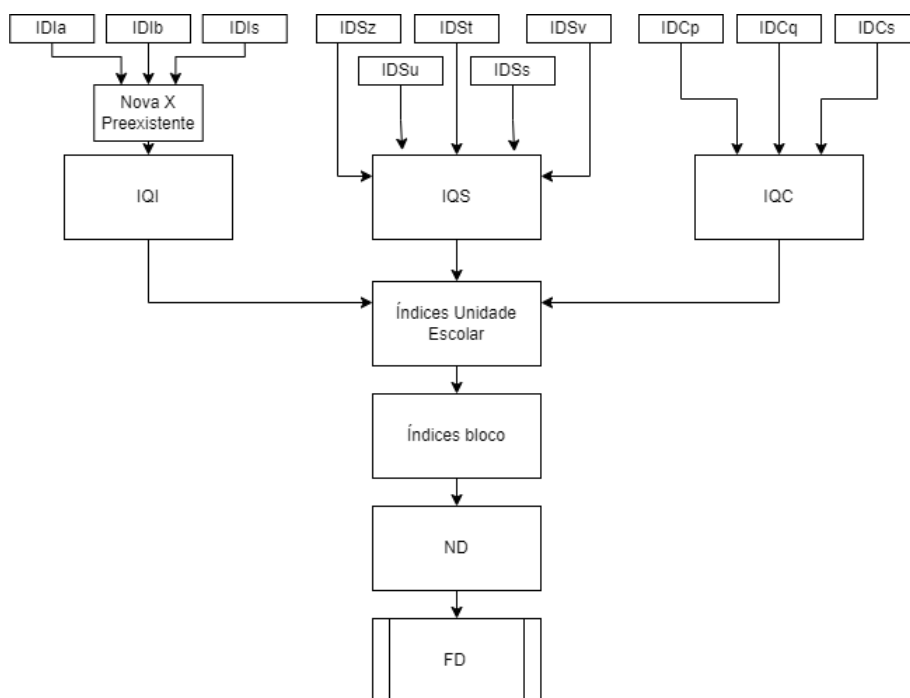 IDIa
IDIb
IDIs
IDSz
IDSt
IDSv
IDCp
IDCq
IDCs
IDSu
IDSs
Nova X
Preexistente
IQI
IQS
IQC
Índices Unidade
Escolar
Índices bloco
ND
FD